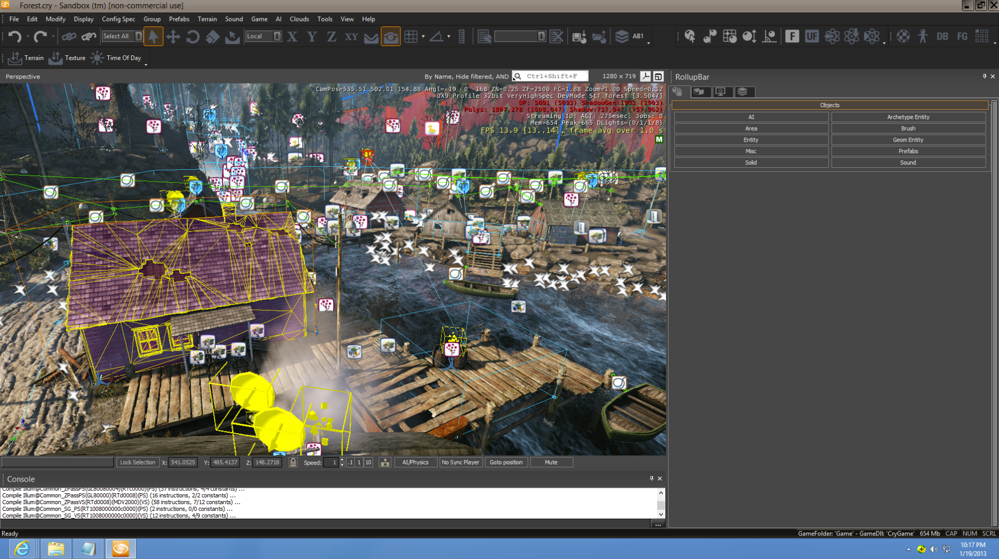 Forest.cry - Sandbox (tm) [non-commercial use]
File Edit Modify Display Config Spec Group Prefabs Terrain Sound Game AI Clouds Tools View Help
Select All Local X Y Z XY AB1 F UF DB FG
Terrain Texture Time Of Day
Perspective By Name, Hide filtered, AND Ctrl+Shift+F 1280 x 719
CamPos=535.51 502.01 154.88 Angl=-19 0 168 ZN=0.25 ZF=2500 FC=1.88 Zoom=1.00 Speed=0.12
DX9 Profile 32bit VeryHighSpec DevMode StT forest [3.5047]
DP: 5091 (5093) ShadowGen:1903 (1903)
Polys: 1807,278 (1808,047) Shadow:757,947 (757,962)
Streaming IO: ACT: 275msec, Jobs: 0
Mem=654 Peak=665 DLights=(0/1/1/8)
FPS 13.9 [13..14], frame avg over 1.0 s
M
RollupBar
Objects
AI Archetype Entity
Area Brush
Entity Geom Entity
Misc Prefabs
Solid Sound
Lock Selection X: 541.0525 Y: 485.4137 Z: 148.2718 Speed: 1 .1 1 10 AI/Physics No Sync Player Goto position Mute
Console
Compile Illum@Common_ZPassPS(GL80080004)(RTc0000)(PS) (37 instructions, 4/4 constants) ...
Compile Illum@Common_ZPassPS(GL80000)(RTd0008)(PS) (16 instructions, 2/2 constants) ...
Compile Illum@Common_ZPassVS(RTd0008)(MDV2000)(VS) (58 instructions, 7/12 constants) ...
Compile Illum@Common_SG_PS(RT1008000000c0000)(PS) (2 instructions, 0/0 constants) ...
Compile Illum@Common_SG_VS(RT1008000000c0000)(VS) (12 instructions, 4/9 constants) ...
...
Ready GameFolder: 'Game' - GameDll: 'CryGame' 654 Mb CAP NUM SCRL
10:17 PM
1/19/2013